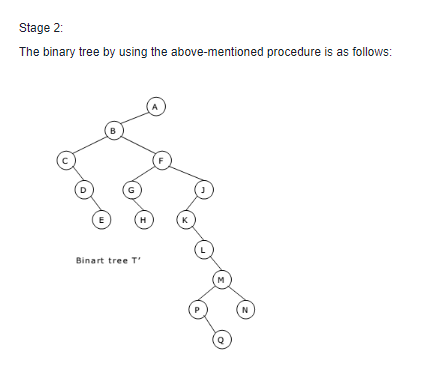 Stage 2:
The binary tree by using the above-mentioned procedure is as follows:
A
B
C F
D G J
E H K
L
Binart tree T'
M
P N
Q